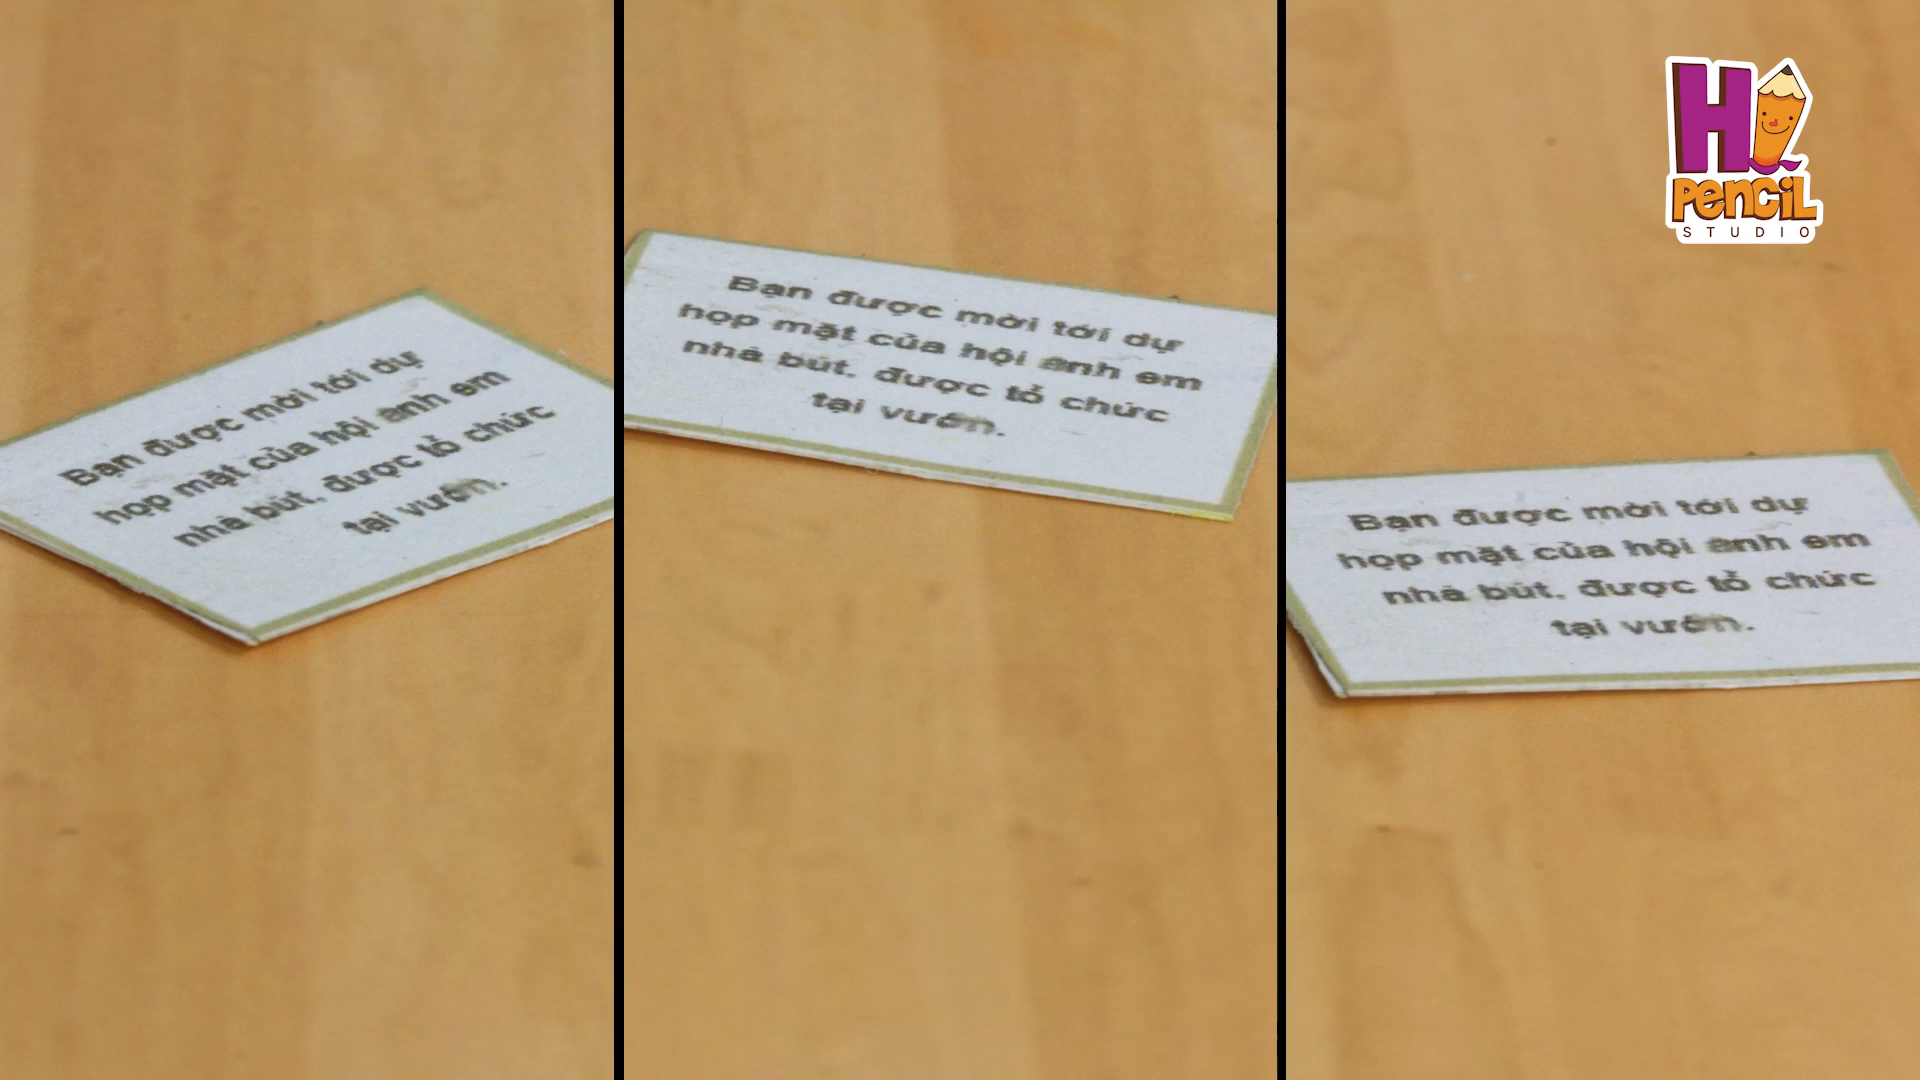 Bạn được mời tới dự
họp mặt của hội anh em
nhà bút. được tổ chức
tại vườn.
Bạn được mời tới dự
họp mặt của hội anh em
nhà bút. được tổ chức
tại vườn.
Bạn được mời tới dự
họp mặt của hội anh em
nhà bút. được tổ chức
tại vườn.
Hi
Pencil
STUDIO